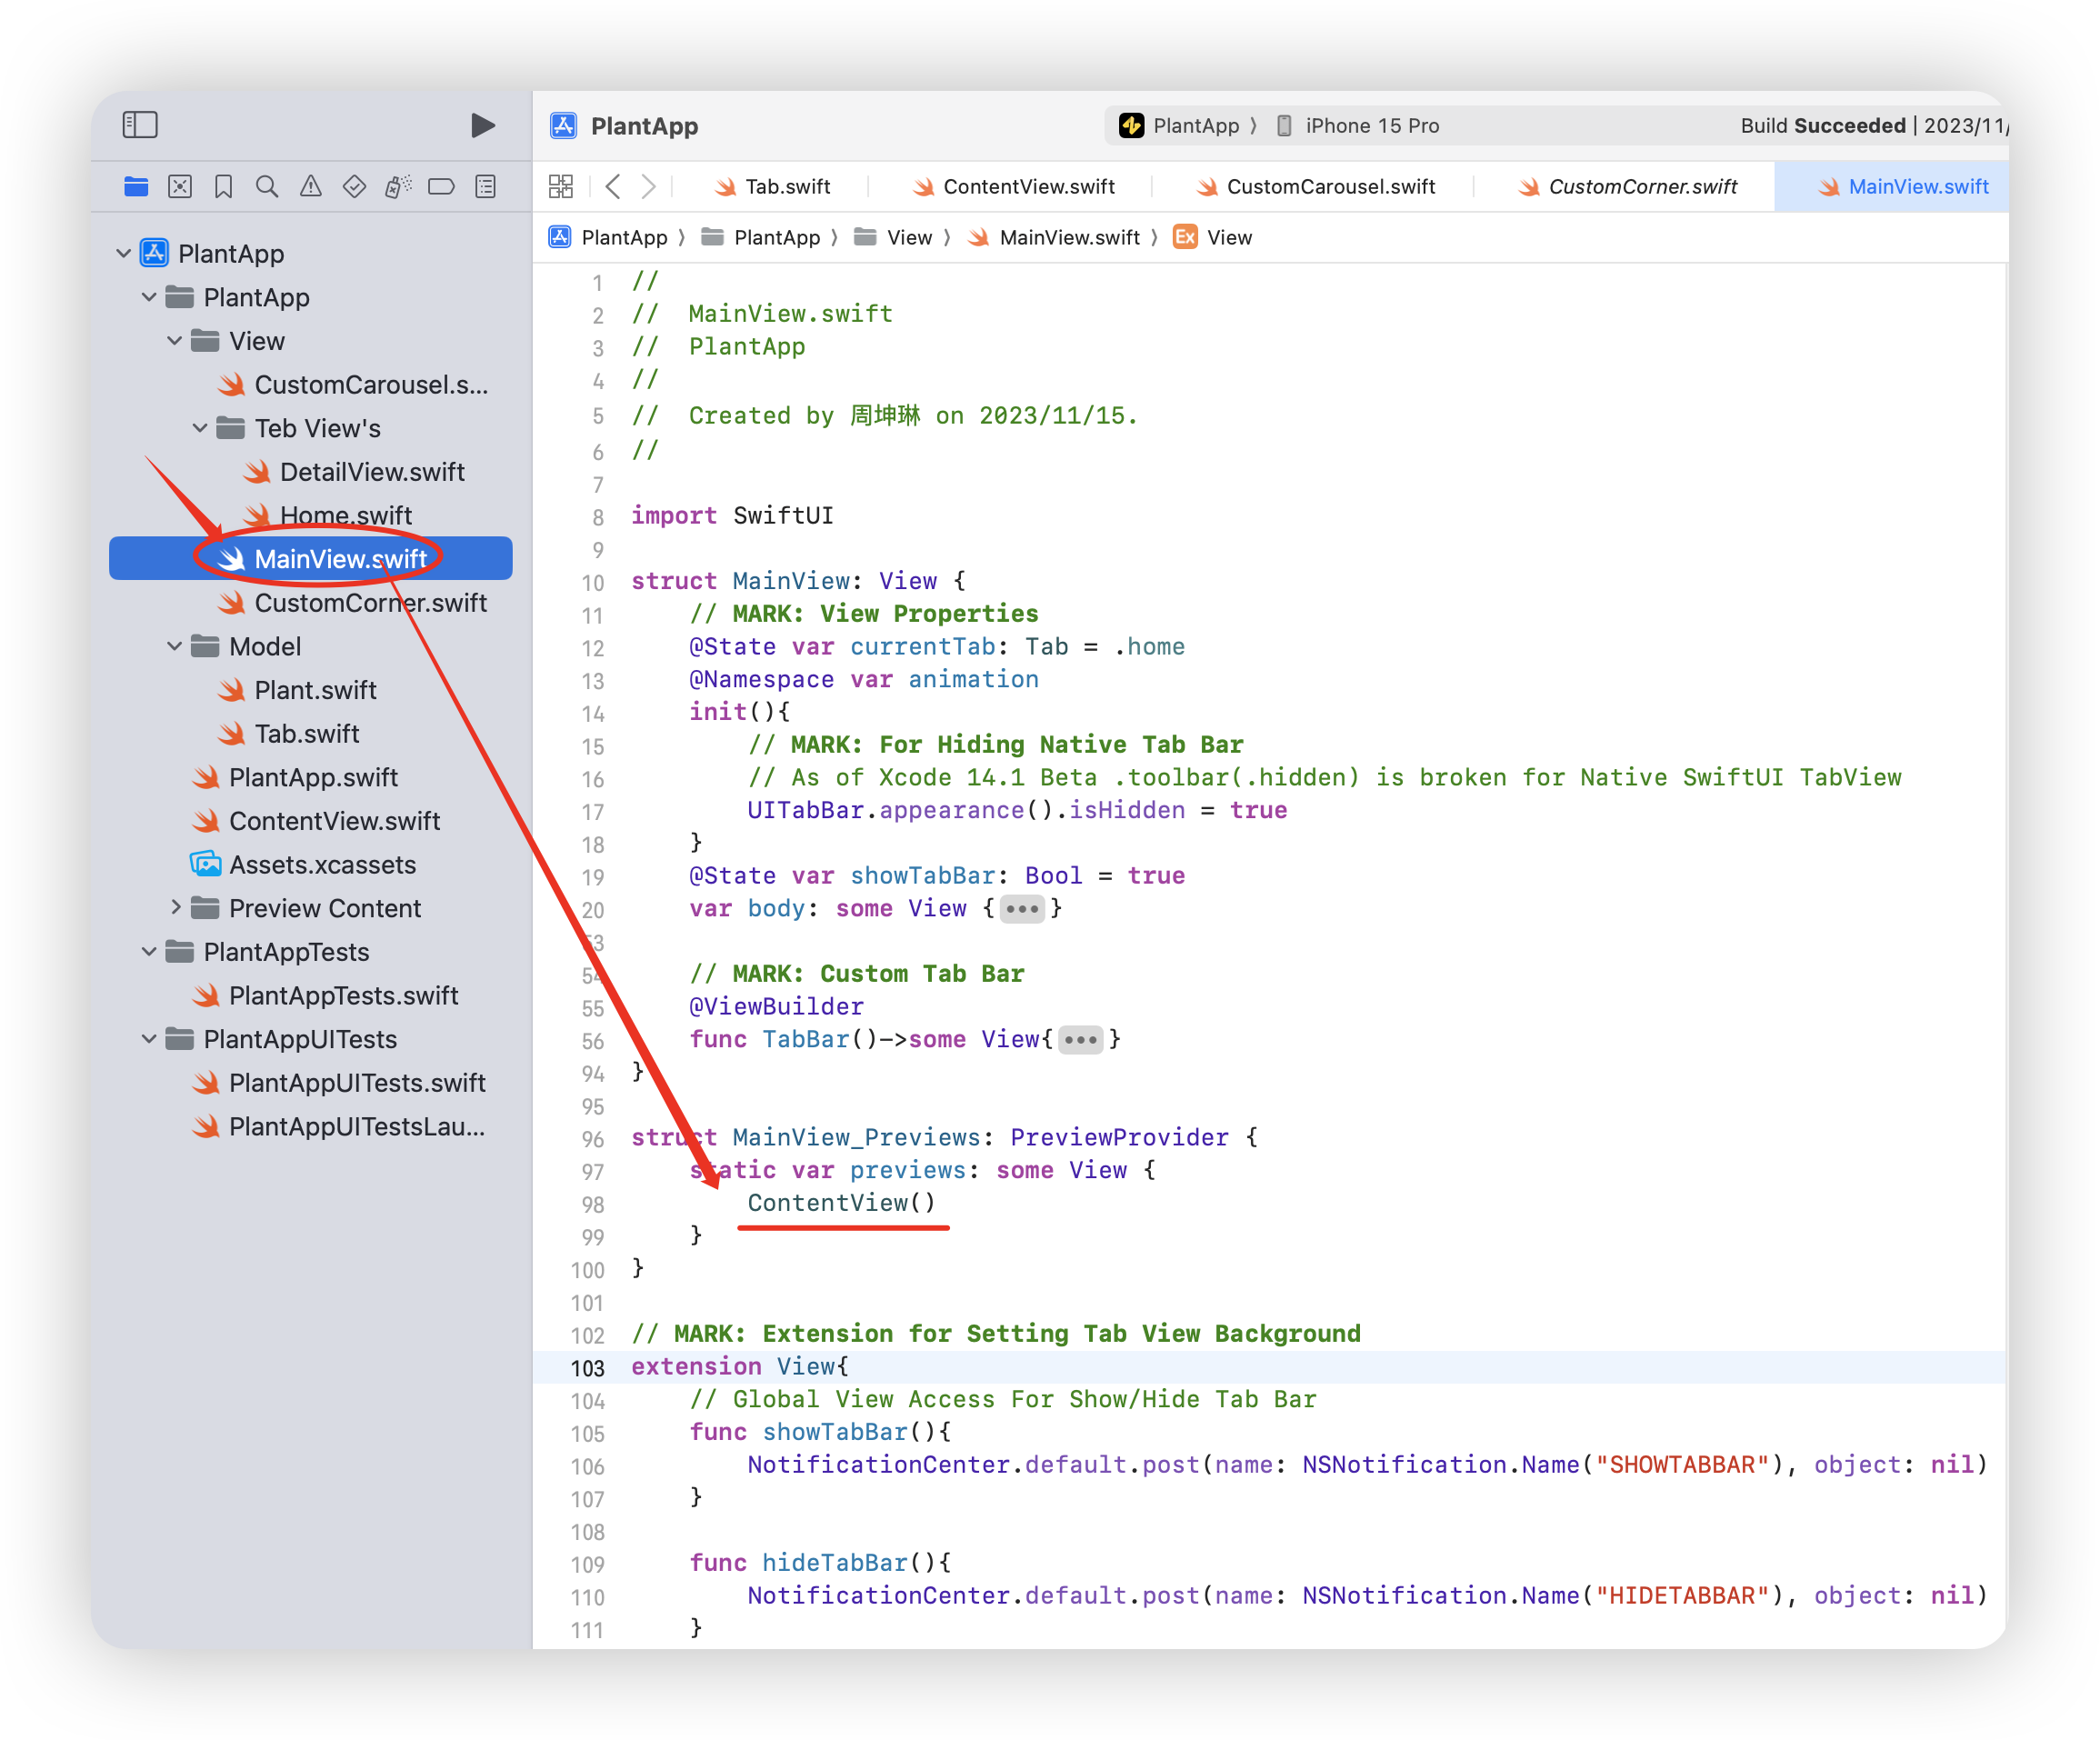 PlantApp
PlantApp 〉 iPhone 15 Pro
Build Succeeded | 2023/11/
Tab.swift
ContentView.swift
CustomCarousel.swift
CustomCorner.swift
MainView.swift
PlantApp 〉 PlantApp 〉 View 〉 MainView.swift 〉 Ex View
PlantApp
PlantApp
View
CustomCarousel.s...
Teb View's
DetailView.swift
Home.swift
MainView.swift
CustomCorner.swift
Model
Plant.swift
Tab.swift
PlantApp.swift
ContentView.swift
Assets.xcassets
Preview Content
PlantAppTests
PlantAppTests.swift
PlantAppUITests
PlantAppUITests.swift
PlantAppUITestsLau...
1 //
2 //  MainView.swift
3 //  PlantApp
4 //
5 //  Created by 周坤琳 on 2023/11/15.
6 //
7
8 import SwiftUI
9
10 struct MainView: View {
11     // MARK: View Properties
12     @State var currentTab: Tab = .home
13     @Namespace var animation
14     init(){
15         // MARK: For Hiding Native Tab Bar
16         // As of Xcode 14.1 Beta .toolbar(.hidden) is broken for Native SwiftUI TabView
17         UITabBar.appearance().isHidden = true
18     }
19     @State var showTabBar: Bool = true
20     var body: some View {•••}
53
54     // MARK: Custom Tab Bar
55     @ViewBuilder
56     func TabBar()->some View{•••}
94 }
95
96 struct MainView_Previews: PreviewProvider {
97     static var previews: some View {
98         ContentView()
99     }
100 }
101
102 // MARK: Extension for Setting Tab View Background
103 extension View{
104     // Global View Access For Show/Hide Tab Bar
105     func showTabBar(){
106         NotificationCenter.default.post(name: NSNotification.Name("SHOWTABBAR"), object: nil)
107     }
108
109     func hideTabBar(){
110         NotificationCenter.default.post(name: NSNotification.Name("HIDETABBAR"), object: nil)
111     }